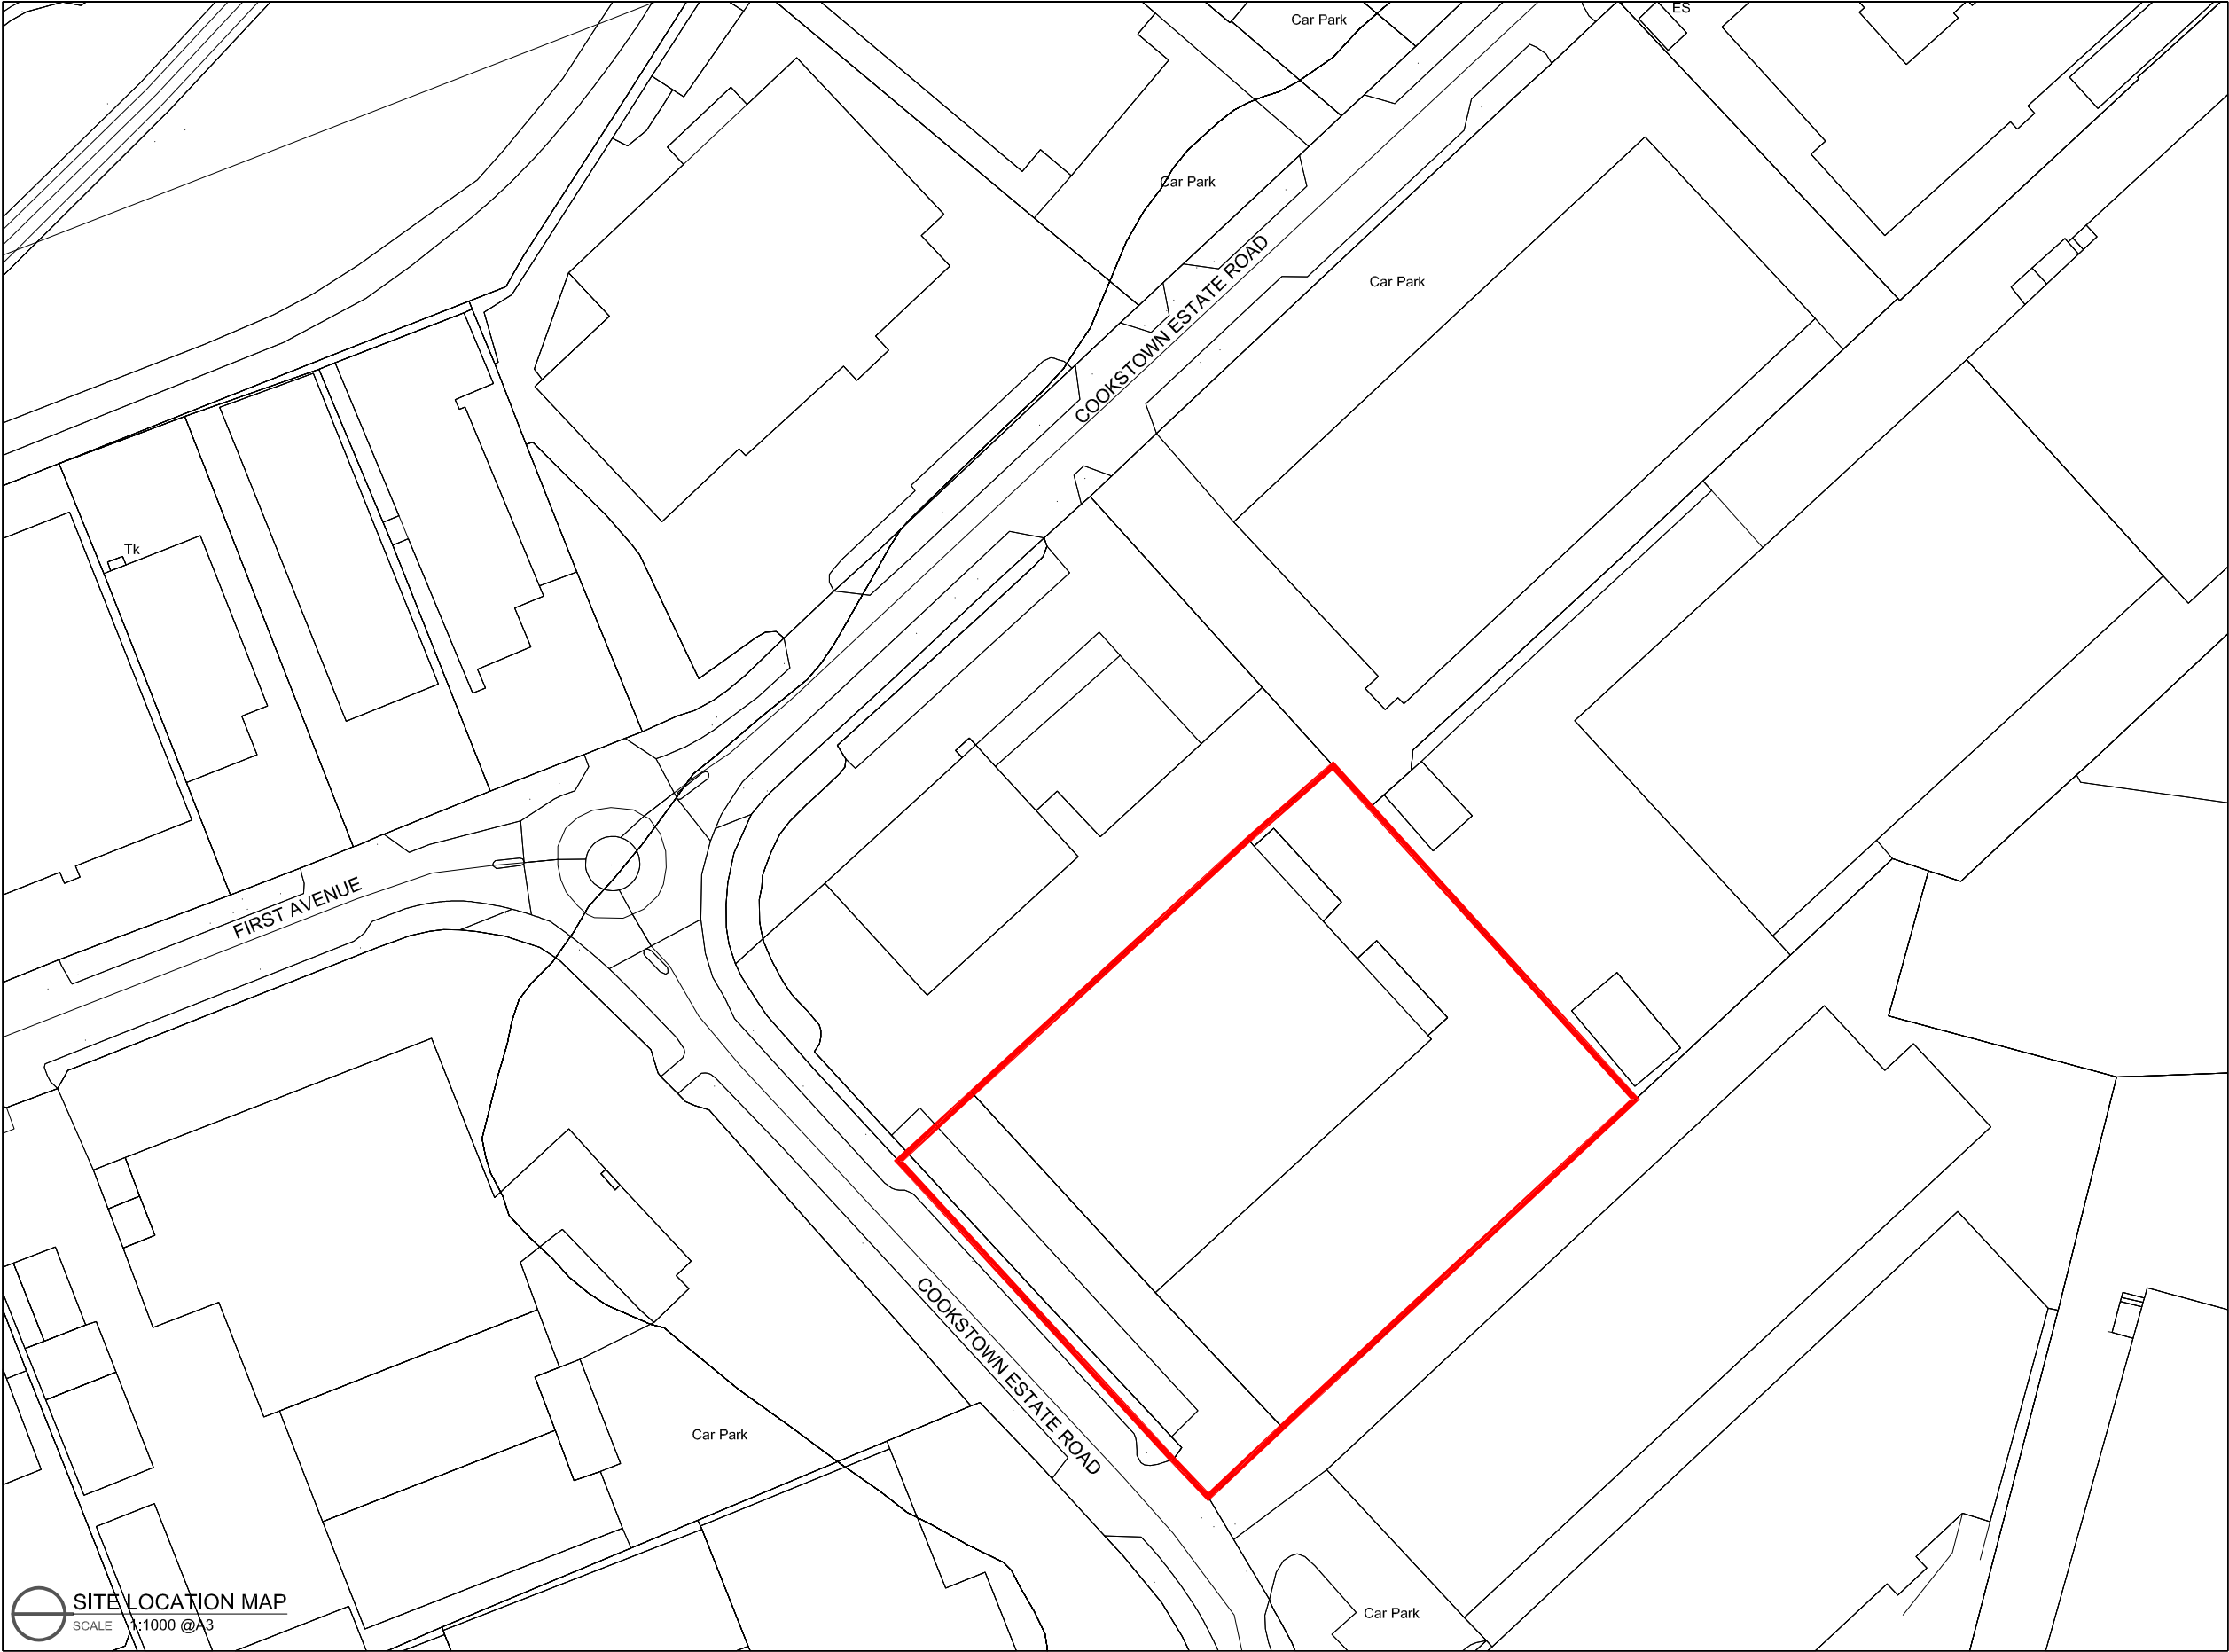 ES
Car Park
Car Park
COOKSTOWN ESTATE ROAD
Car Park
Tk
FIRST AVENUE
COOKSTOWN ESTATE ROAD
Car Park
SITE LOCATION MAP
SCALE 1:1000 @A3
Car Park